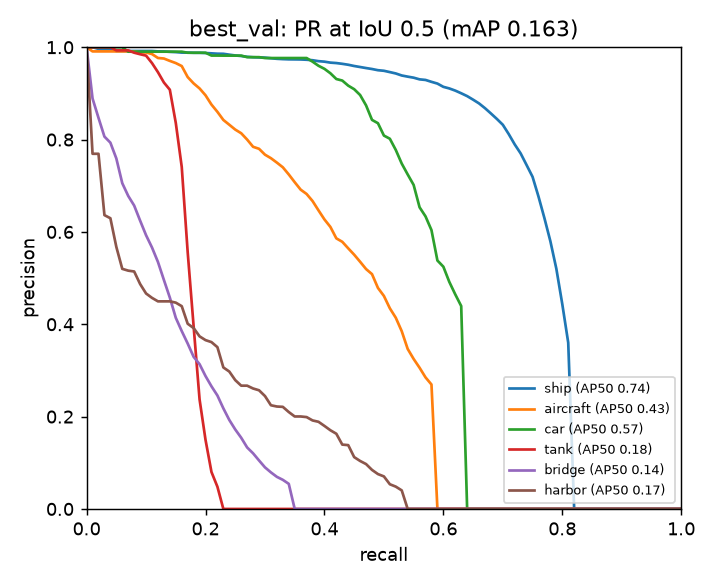 best_val: PR at IoU 0.5 (mAP 0.163)
1.0
0.8
0.6
0.4
0.2
0.0
precision
ship (AP50 0.74)
aircraft (AP50 0.43)
car (AP50 0.57)
tank (AP50 0.18)
bridge (AP50 0.14)
harbor (AP50 0.17)
0.0 0.2 0.4 0.6 0.8 1.0
recall